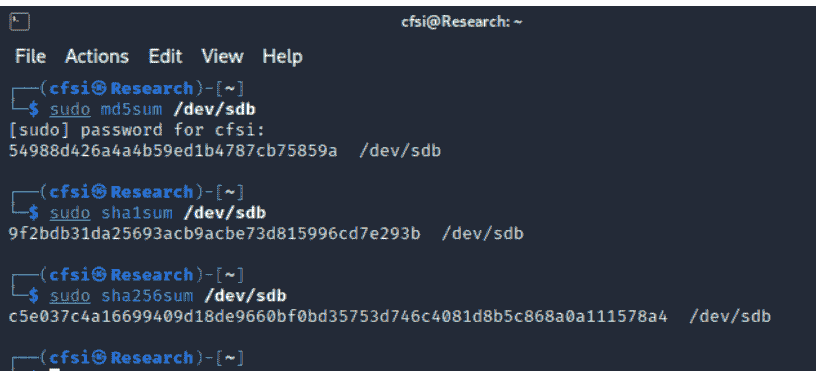 cfsi@Research: ~
File Actions Edit View Help
┌──(cfsi㉿Research)-[~]
└─$ sudo md5sum /dev/sdb
[sudo] password for cfsi:
54988d426a4a4b59ed1b4787cb75859a  /dev/sdb
┌──(cfsi㉿Research)-[~]
└─$ sudo sha1sum /dev/sdb
9f2bdb31da25693acb9acbe73d815996cd7e293b  /dev/sdb
┌──(cfsi㉿Research)-[~]
└─$ sudo sha256sum /dev/sdb
c5e037c4a16699409d18de9660bf0bd35753d746c4081d8b5c868a0a111578a4  /dev/sdb
┌──(cfsi㉿Research)-[~]